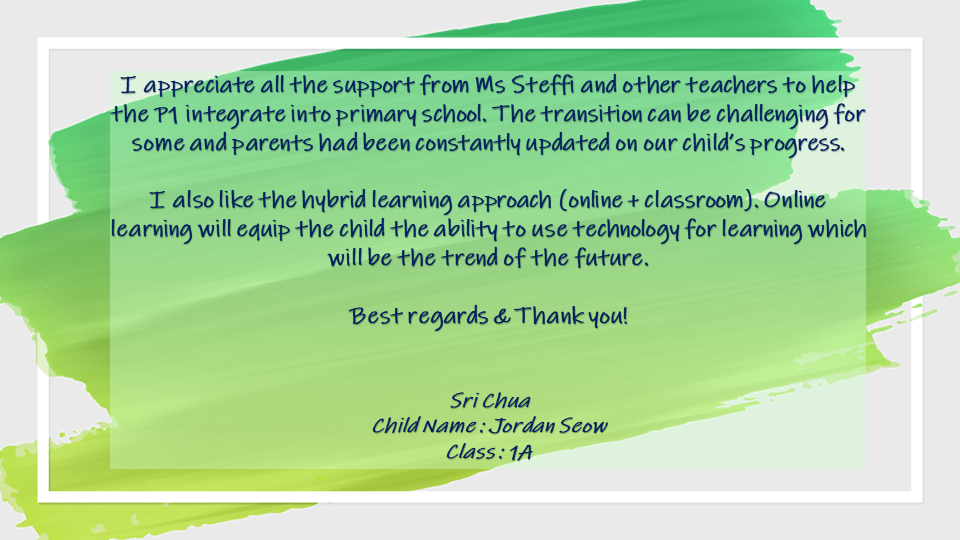 I appreciate all the support from Ms Steffi and other teachers to help
the P1 integrate into primary school. The transition can be challenging for
some and parents had been constantly updated on our child's progress.
I also like the hybrid learning approach (online + classroom). Online
learning will equip the child the ability to use technology for learning which
will be the trend of the future.
Best regards & Thank you!
Sri Chua
Child Name : Jordan Seow
Class : 1A